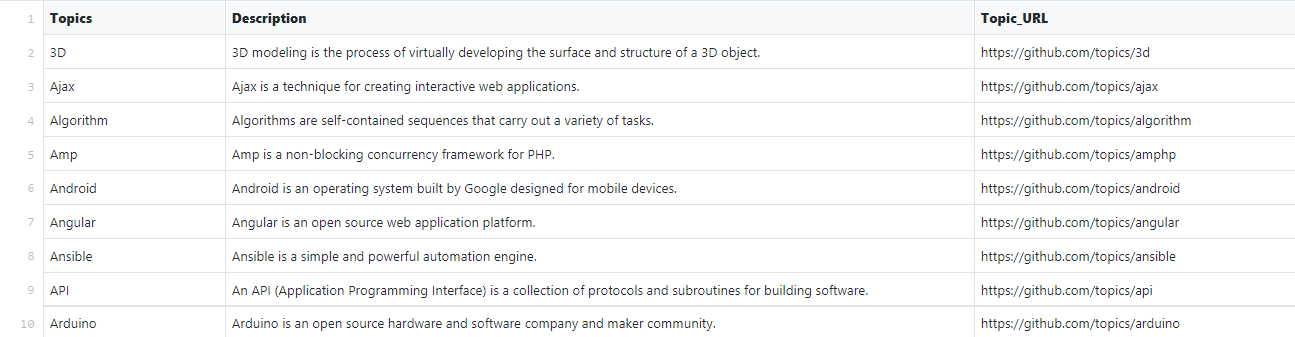 1 Topics Description Topic_URL
2 3D 3D modeling is the process of virtually developing the surface and structure of a 3D object. https://github.com/topics/3d
3 Ajax Ajax is a technique for creating interactive web applications. https://github.com/topics/ajax
4 Algorithm Algorithms are self-contained sequences that carry out a variety of tasks. https://github.com/topics/algorithm
5 Amp Amp is a non-blocking concurrency framework for PHP. https://github.com/topics/amphp
6 Android Android is an operating system built by Google designed for mobile devices. https://github.com/topics/android
7 Angular Angular is an open source web application platform. https://github.com/topics/angular
8 Ansible Ansible is a simple and powerful automation engine. https://github.com/topics/ansible
9 API An API (Application Programming Interface) is a collection of protocols and subroutines for building software. https://github.com/topics/api
10 Arduino Arduino is an open source hardware and software company and maker community. https://github.com/topics/arduino